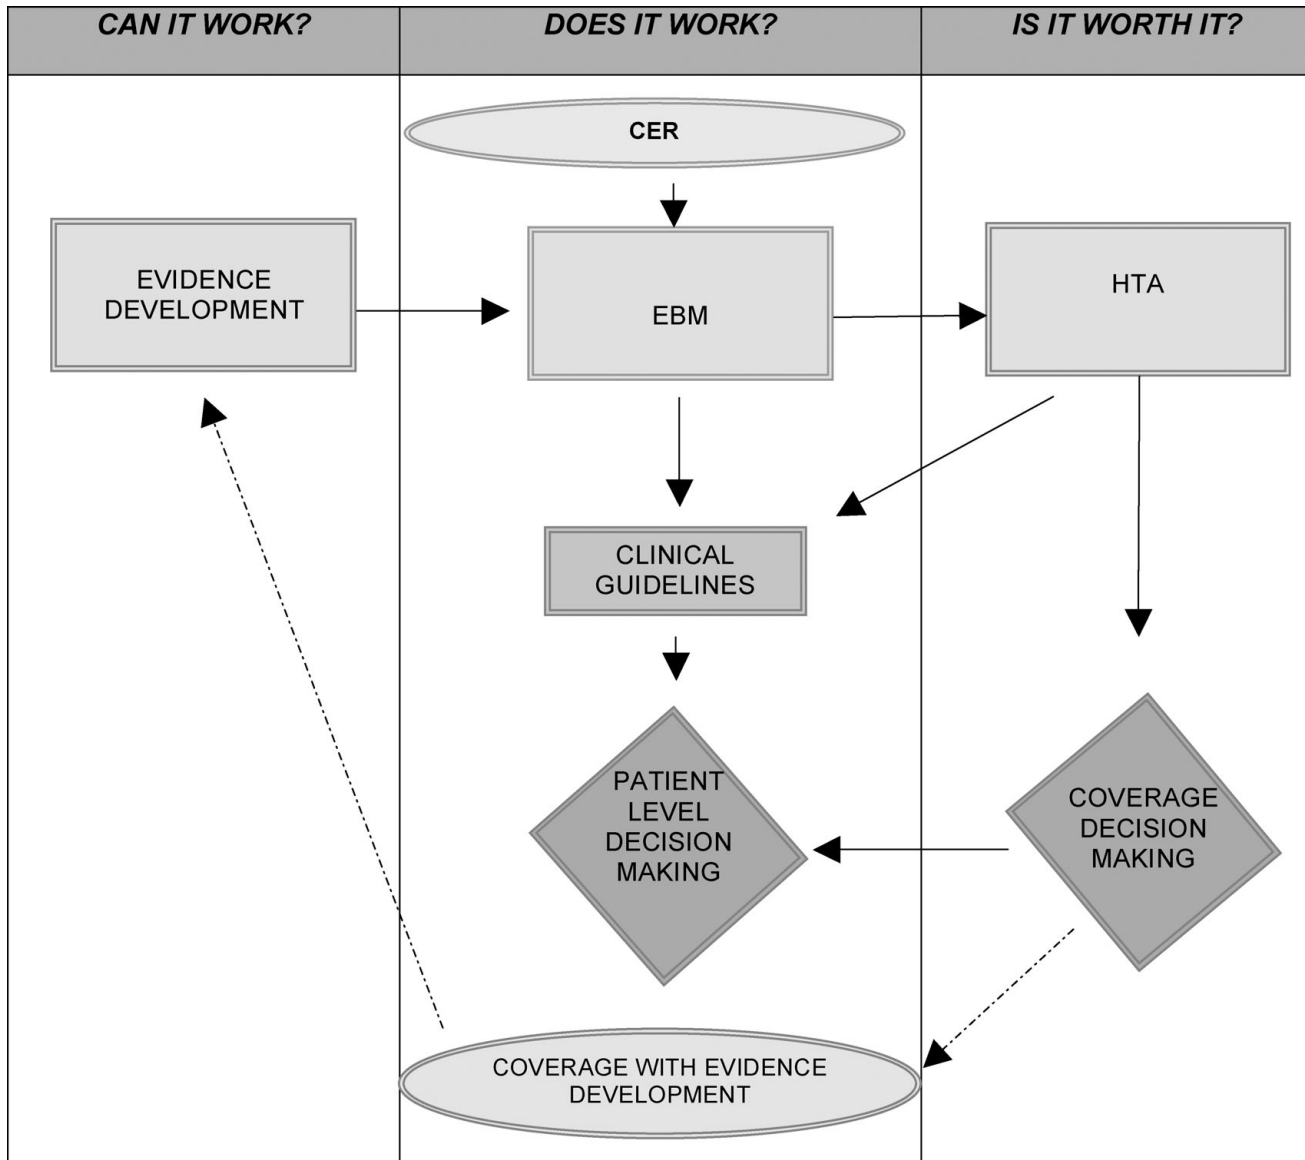 CAN IT WORK?
DOES IT WORK?
IS IT WORTH IT?
CER
EVIDENCE
DEVELOPMENT
EBM
HTA
CLINICAL
GUIDELINES
PATIENT
LEVEL
DECISION
MAKING
COVERAGE
DECISION
MAKING
COVERAGE WITH EVIDENCE
DEVELOPMENT